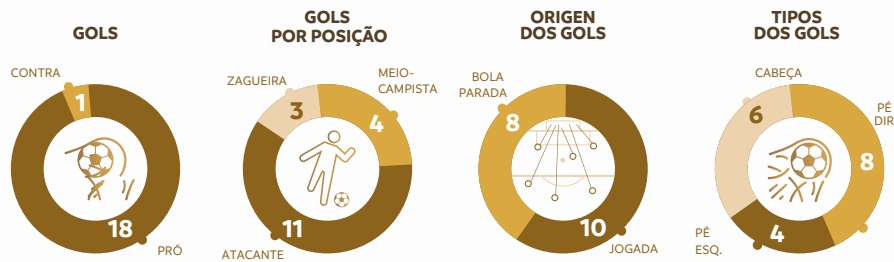 GOLS
CONTRA
1
18
PRÓ
GOLS
POR POSIÇÃO
ZAGUEIRA
MEIO-
CAMPISTA
3
4
11
ATACANTE
ORIGEN
DOS GOLS
BOLA
PARADA
8
10
JOGADA
TIPOS
DOS GOLS
CABEÇA
PÉ
DIR
6
8
PÉ
ESQ.
4